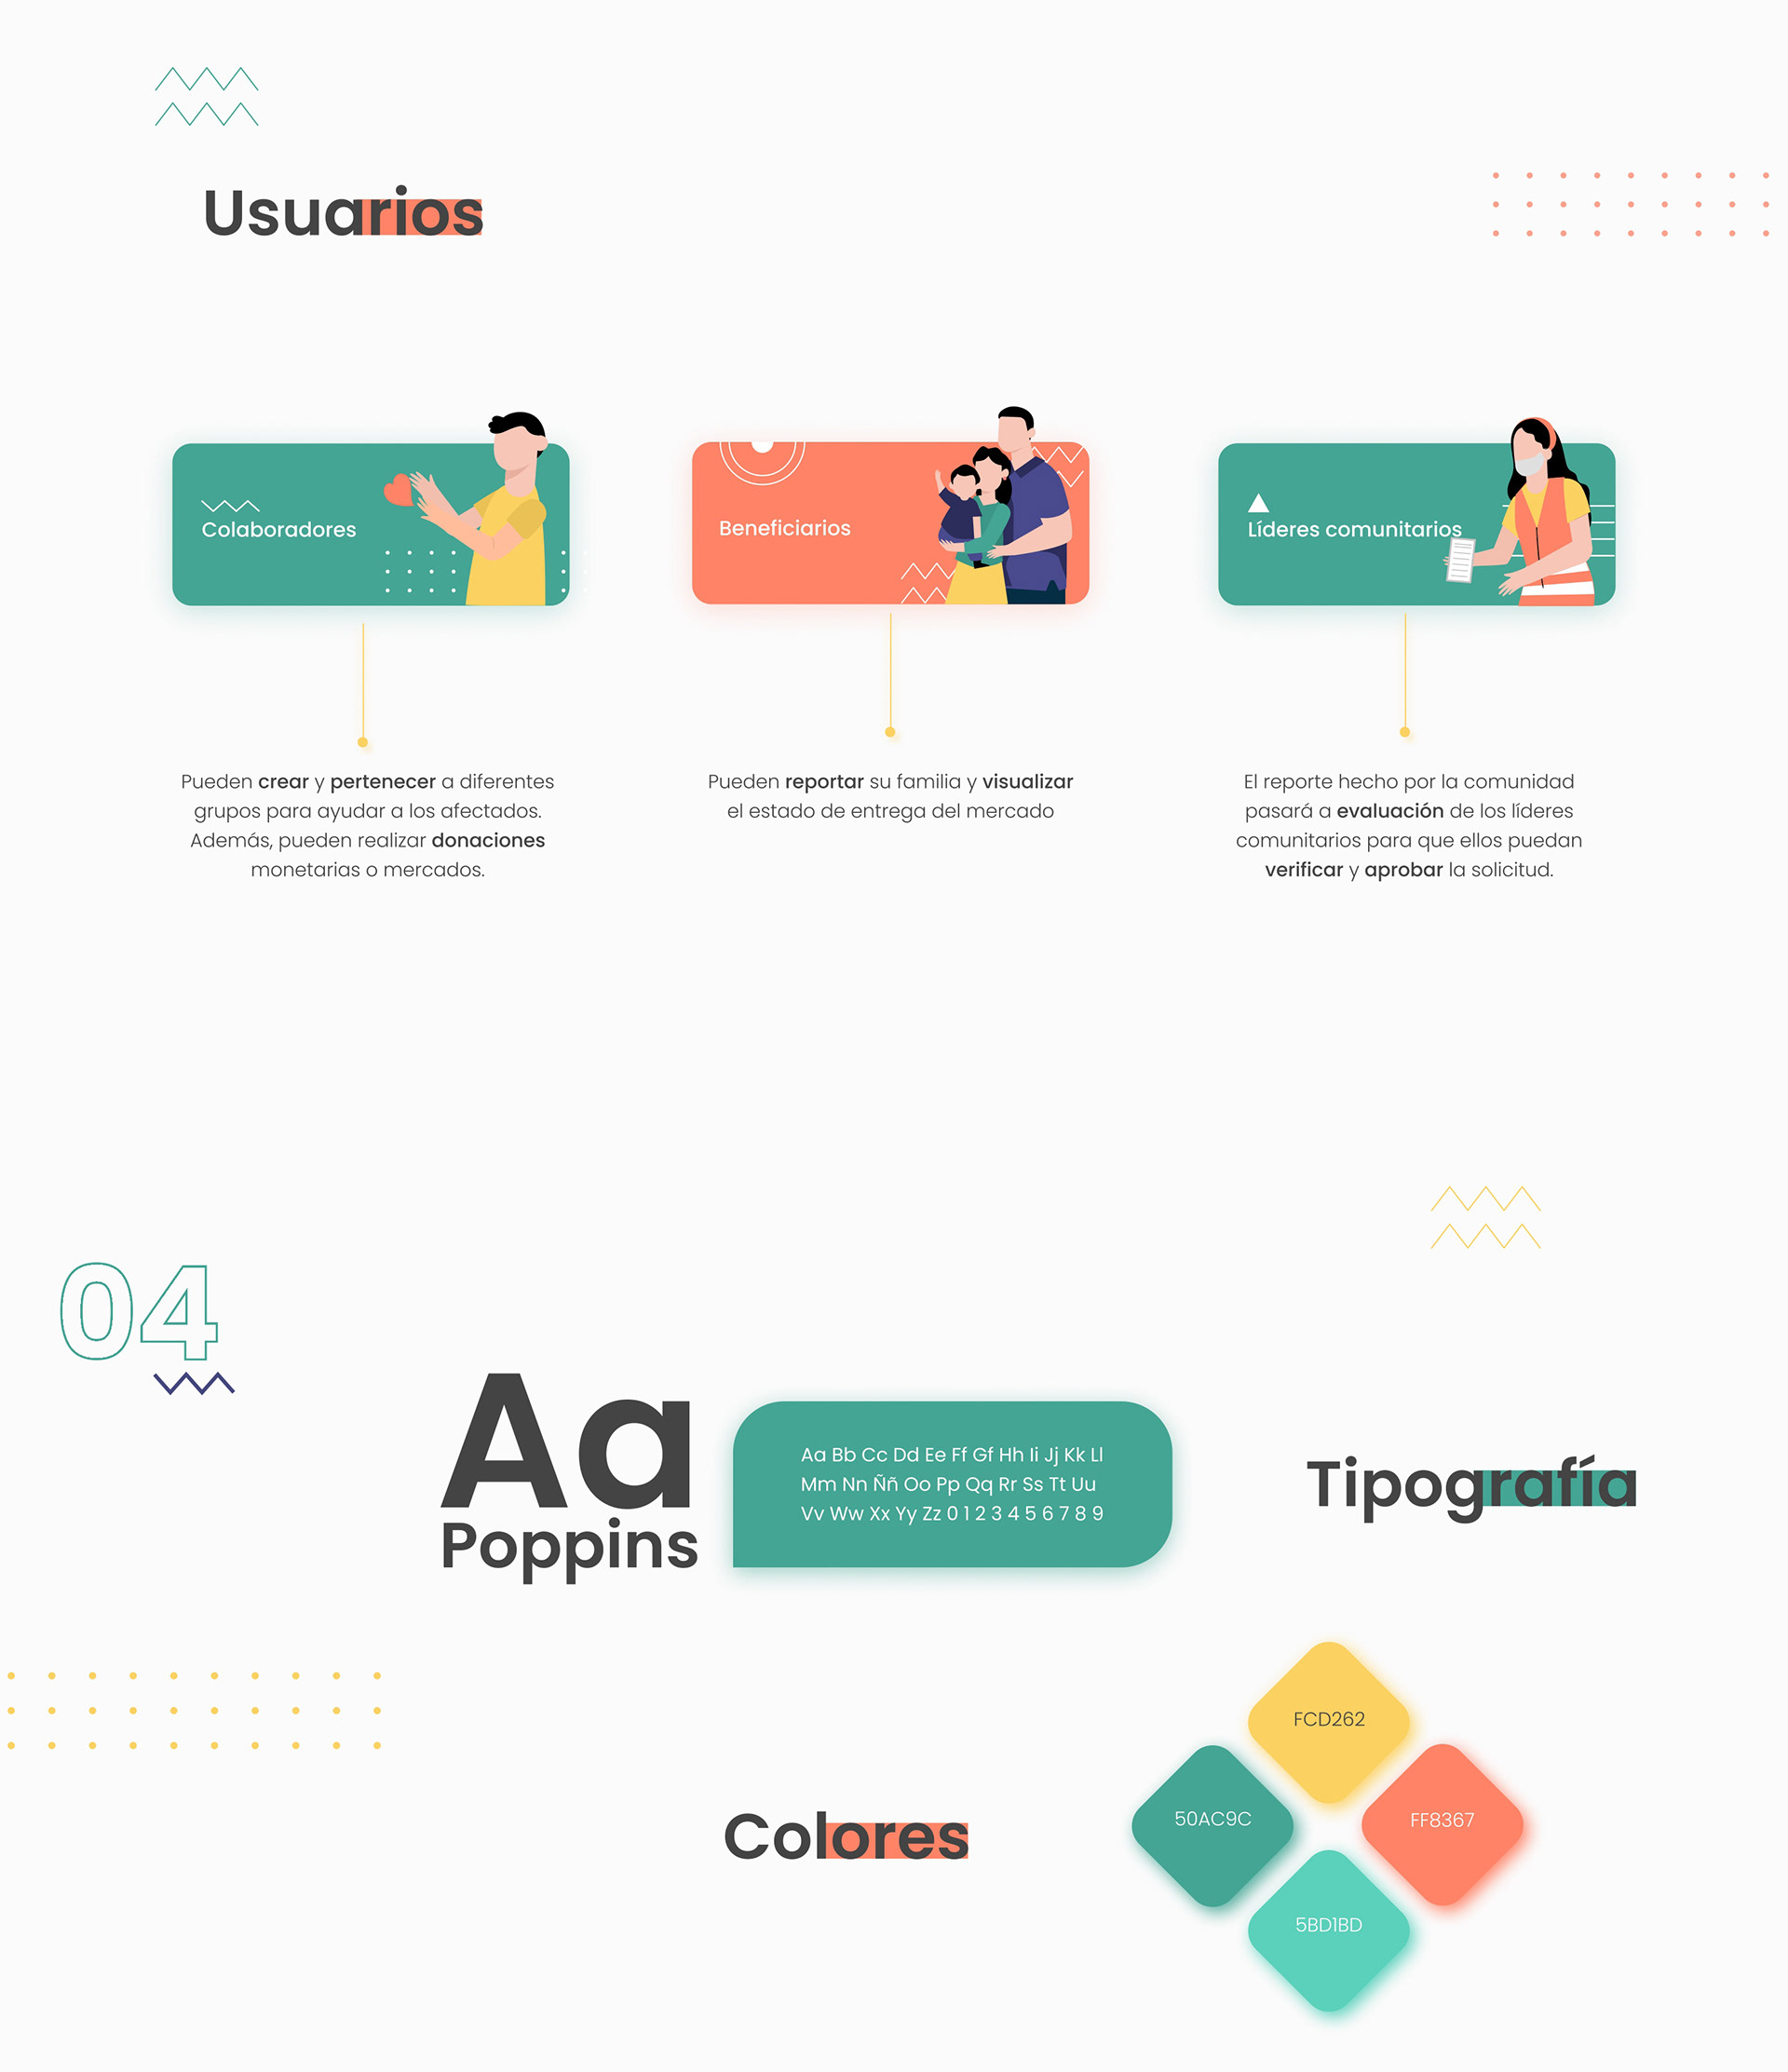 Usuarios
Colaboradores
Beneficiarios
Líderes comunitarios
Pueden crear y pertenecer a diferentes
grupos para ayudar a los afectados.
Además, pueden realizar donaciones
monetarias o mercados.
Pueden reportar su familia y visualizar
el estado de entrega del mercado
El reporte hecho por la comunidad
pasará a evaluación de los líderes
comunitarios para que ellos puedan
verificar y aprobar la solicitud.
04
Aa
Poppins
Aa Bb Cc Dd Ee Ff Gf Hh Ii Jj Kk Ll
Mm Nn Ññ Oo Pp Qq Rr Ss Tt Uu
Vv Ww Xx Yy Zz 0 1 2 3 4 5 6 7 8 9
Tipografía
Colores
FCD262
50AC9C
FF8367
5BD1BD